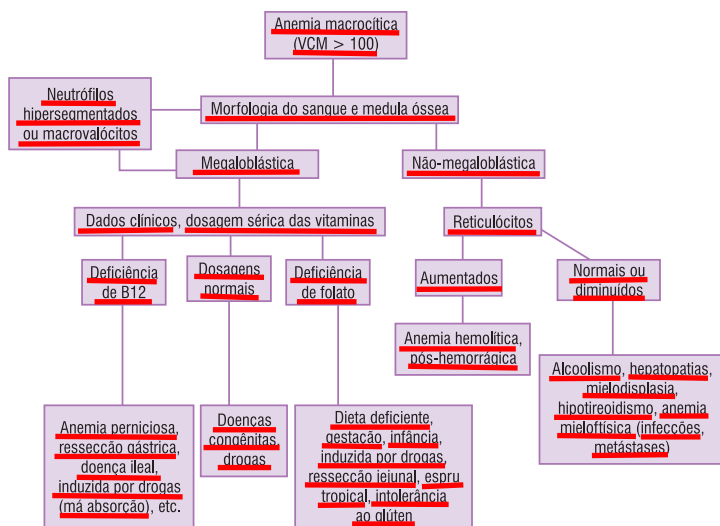 Anemia macrocítica
(VCM > 100)
Neutrófilos
hipersegmentados
ou macrovalócitos
Morfologia do sangue e medula óssea
Megaloblástica
Não-megaloblástica
Dados clínicos, dosagem sérica das vitaminas
Reticulócitos
Deficiência
de B12
Dosagens
normais
Deficiência
de folato
Aumentados
Normais ou
diminuídos
Anemia hemolítica,
pós-hemorrágica
Alcoolismo, hepatopatias,
mielodisplasia,
hipotireoidismo, anemia
mieloftísica (infecções,
metástases)
Anemia perniciosa,
ressecção gástrica,
doença ileal,
induzida por drogas
(má absorção), etc.
Doenças
congênitas,
drogas
Dieta deficiente,
gestação, infância,
induzida por drogas,
ressecção jejunal, espru
tropical, intolerância
ao glúten